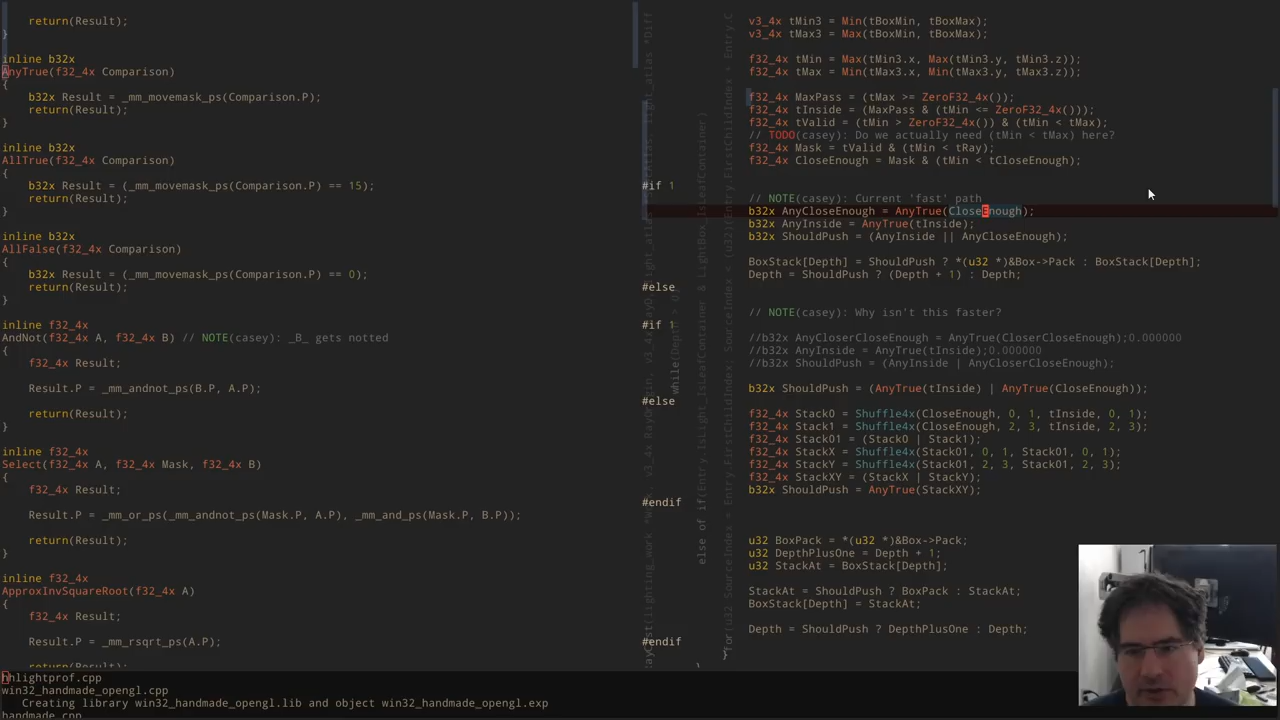 return(Result);
}
inline b32x
AnyTrue(f32_4x Comparison)
{
b32x Result = _mm_movemask_ps(Comparison.P);
return(Result);
}
inline b32x
AllTrue(f32_4x Comparison)
{
b32x Result = (_mm_movemask_ps(Comparison.P) == 15);
return(Result);
}
inline b32x
AllFalse(f32_4x Comparison)
{
b32x Result = (_mm_movemask_ps(Comparison.P) == 0);
return(Result);
}
inline f32_4x
AndNot(f32_4x A, f32_4x B) // NOTE(casey): _B_ gets notted
{
f32_4x Result;
Result.P = _mm_andnot_ps(B.P, A.P);
return(Result);
}
inline f32_4x
Select(f32_4x A, f32_4x Mask, f32_4x B)
{
f32_4x Result;
Result.P = _mm_or_ps(_mm_andnot_ps(Mask.P, A.P), _mm_and_ps(Mask.P, B.P));
return(Result);
}
inline f32_4x
ApproxInvSquareRoot(f32_4x A)
{
f32_4x Result;
Result.P = _mm_rsqrt_ps(A.P);
return(Result);
v3_4x tMin3 = Min(tBoxMin, tBoxMax);
v3_4x tMax3 = Max(tBoxMin, tBoxMax);
f32_4x tMin = Max(tMin3.x, Max(tMin3.y, tMin3.z));
f32_4x tMax = Min(tMax3.x, Min(tMax3.y, tMax3.z));
f32_4x MaxPass = (tMax >= ZeroF32_4x());
f32_4x tInside = (MaxPass & (tMin <= ZeroF32_4x()));
f32_4x tValid = (tMin > ZeroF32_4x()) & (tMin < tMax);
// TODO(casey): Do we actually need (tMin < tMax) here?
f32_4x Mask = tValid & (tMin < tRay);
f32_4x CloseEnough = Mask & (tMin < tCloseEnough);
#if 1
// NOTE(casey): Current 'fast' path
b32x AnyCloseEnough = AnyTrue(CloseEnough);
b32x AnyInside = AnyTrue(tInside);
b32x ShouldPush = (AnyInside || AnyCloseEnough);
BoxStack[Depth] = ShouldPush ? *(u32 *)&Box->Pack : BoxStack[Depth];
Depth = ShouldPush ? (Depth + 1) : Depth;
#else
// NOTE(casey): Why isn't this faster?
#if 1
//b32x AnyCloserCloseEnough = AnyTrue(CloserCloseEnough);0.000000
//b32x AnyInside = AnyTrue(tInside);0.000000
//b32x ShouldPush = (AnyInside | AnyCloserCloseEnough);
b32x ShouldPush = (AnyTrue(tInside) | AnyTrue(CloseEnough));
#else
f32_4x Stack0 = Shuffle4x(CloseEnough, 0, 1, tInside, 0, 1);
f32_4x Stack1 = Shuffle4x(CloseEnough, 2, 3, tInside, 2, 3);
f32_4x Stack01 = (Stack0 | Stack1);
f32_4x StackX = Shuffle4x(Stack01, 0, 1, Stack01, 0, 1);
f32_4x StackY = Shuffle4x(Stack01, 2, 3, Stack01, 2, 3);
f32_4x StackXY = (StackX | StackY);
b32x ShouldPush = AnyTrue(StackXY);
#endif
u32 BoxPack = *(u32 *)&Box->Pack;
u32 DepthPlusOne = Depth + 1;
u32 StackAt = BoxStack[Depth];
StackAt = ShouldPush ? BoxPack : StackAt;
BoxStack[Depth] = StackAt;
Depth = ShouldPush ? DepthPlusOne : Depth;
#endif
}
while(Depth > 0)
hhlightprof.cpp
win32_handmade_opengl.cpp
Creating library win32_handmade_opengl.lib and object win32_handmade_opengl.exp
handmade.cpp